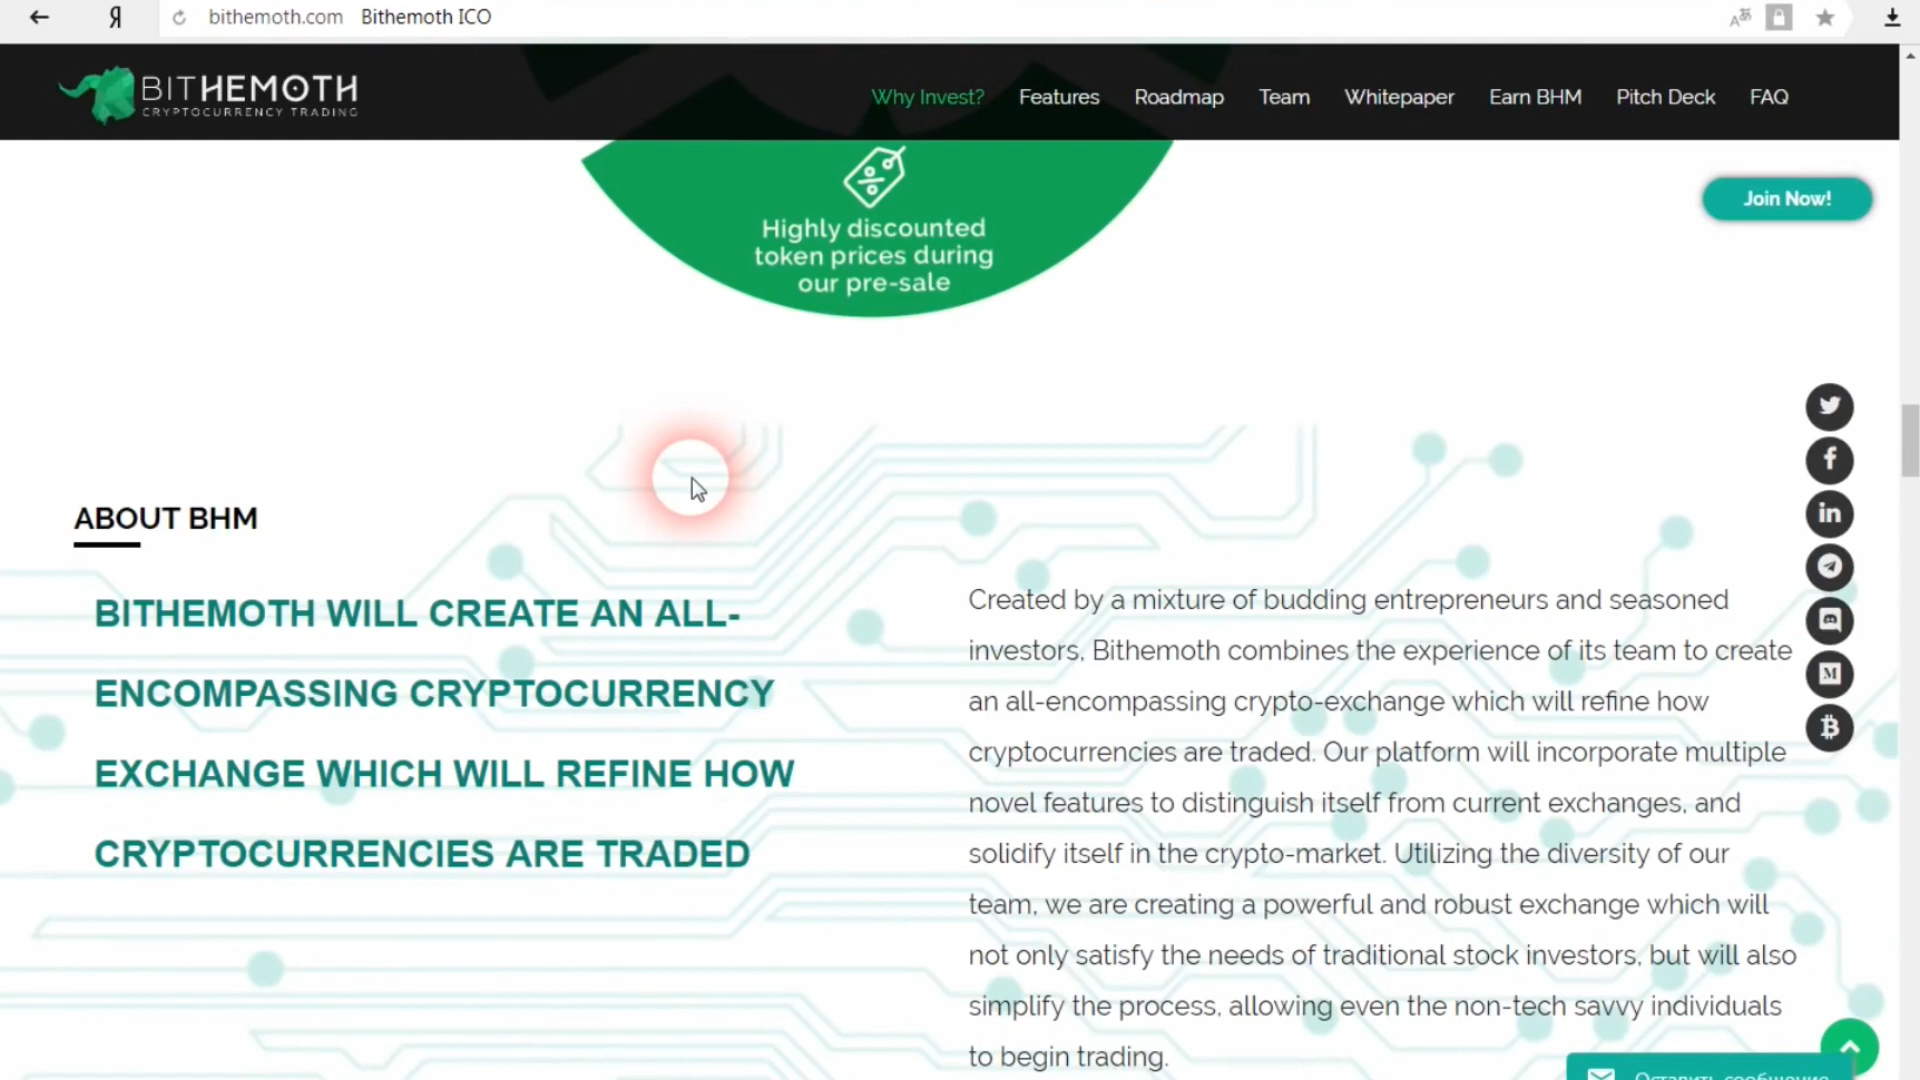 Я bithemoth.com Bithemoth ICO
BITHEMOTH
CRYPTOCURRENCY TRADING
Why Invest? Features Roadmap Team Whitepaper Earn BHM Pitch Deck FAQ
Highly discounted
token prices during
our pre-sale
Join Now!
ABOUT BHM
BITHEMOTH WILL CREATE AN ALL-
ENCOMPASSING CRYPTOCURRENCY
EXCHANGE WHICH WILL REFINE HOW
CRYPTOCURRENCIES ARE TRADED
Created by a mixture of budding entrepreneurs and seasoned
investors, Bithemoth combines the experience of its team to create
an all-encompassing crypto-exchange which will refine how
cryptocurrencies are traded. Our platform will incorporate multiple
novel features to distinguish itself from current exchanges, and
solidify itself in the crypto-market. Utilizing the diversity of our
team, we are creating a powerful and robust exchange which will
not only satisfy the needs of traditional stock investors, but will also
simplify the process, allowing even the non-tech savvy individuals
to begin trading.
Оставить сообщение